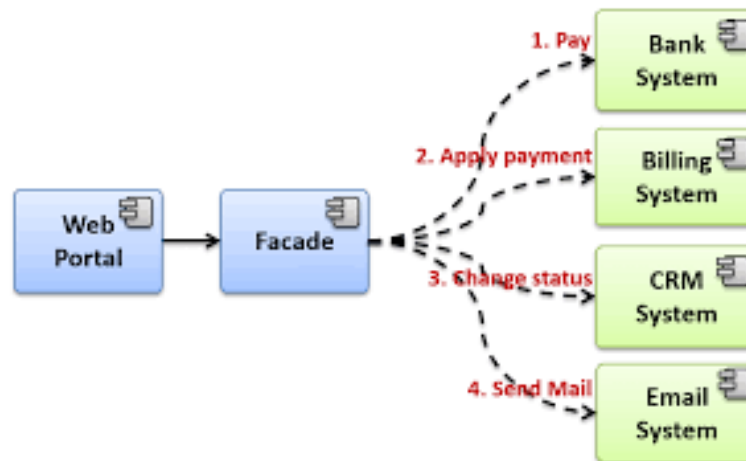 1. Pay
Bank
System
2. Apply payment
Billing
System
Web
Portal
Facade
3. Change status
CRM
System
4. Send Mail
Email
System